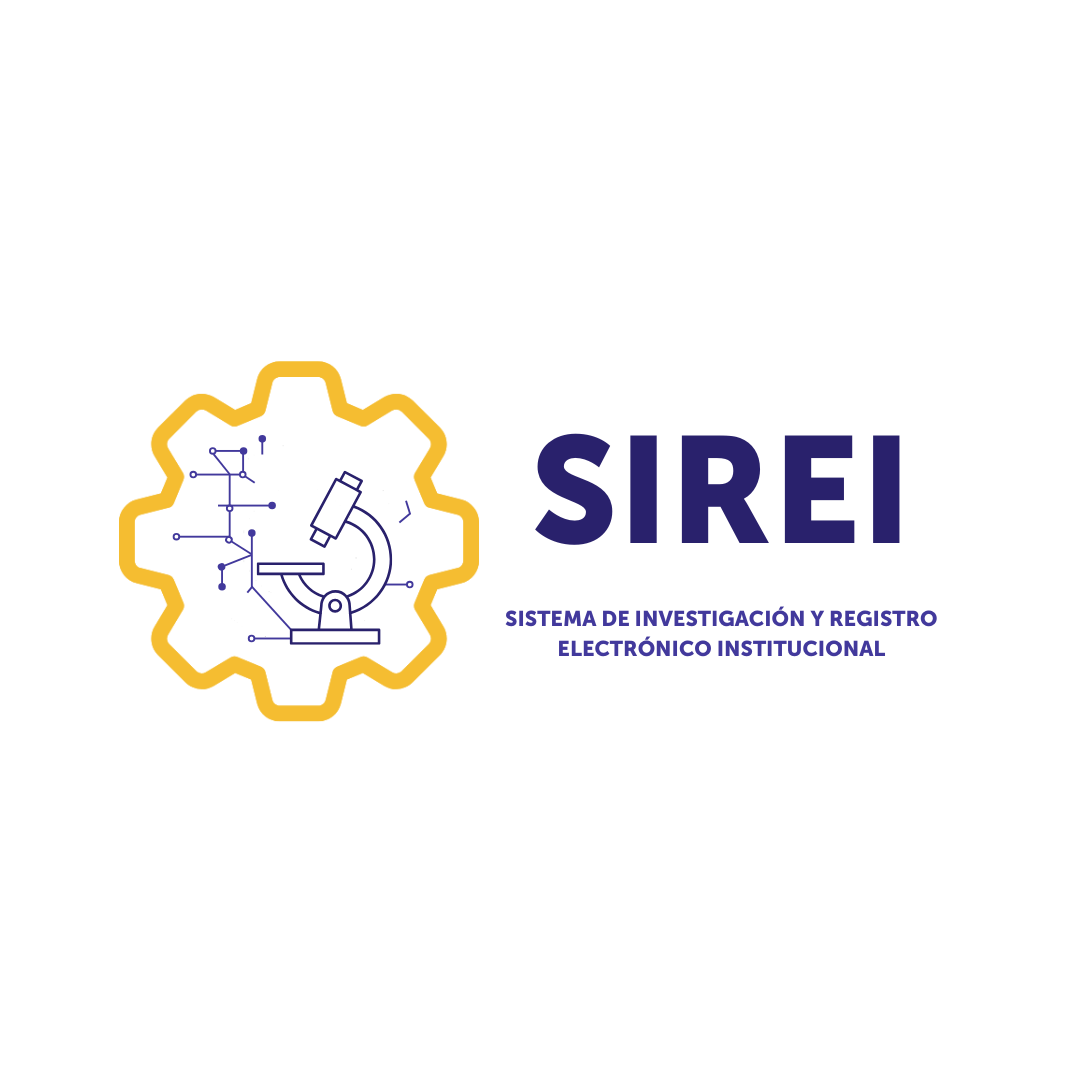 SIREI
SISTEMA DE INVESTIGACIÓN Y REGISTRO
ELECTRÓNICO INSTITUCIONAL